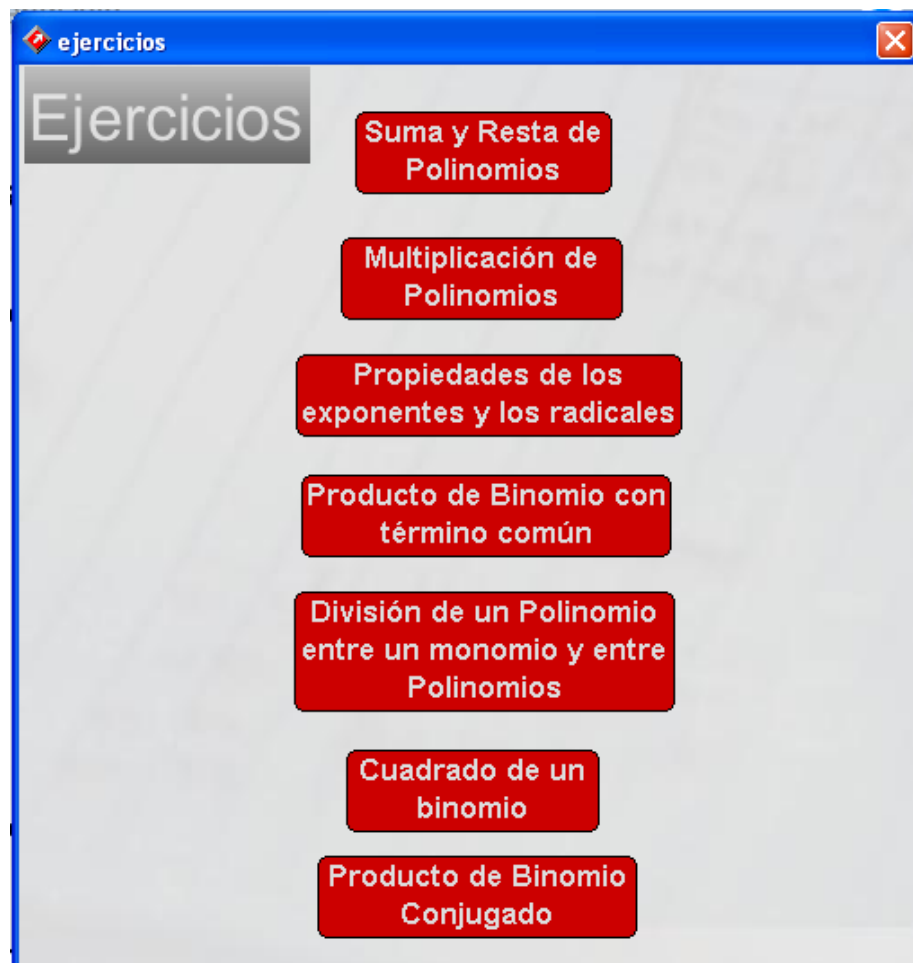 ejercicios
Ejercicios
Suma y Resta de
Polinomios
Multiplicación de
Polinomios
Propiedades de los
exponentes y los radicales
Producto de Binomio con
término común
División de un Polinomio
entre un monomio y entre
Polinomios
Cuadrado de un
binomio
Producto de Binomio
Conjugado